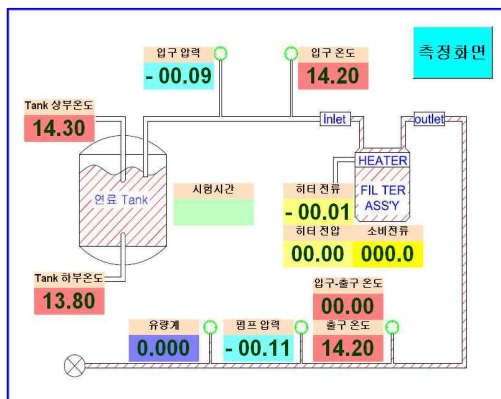 입구 압력
- 00.09
입구 온도
14.20
측정화면
Tank 상부온도
14.30
Inlet
outlet
HEATER
FIL TER
ASS'Y
연료 Tank
시험시간
히터 전류
- 00.01
히터 전압
00.00
소비전류
000.0
Tank 하부온도
13.80
입구-출구 온도
00.00
유량계
0.000
펌프 압력
- 00.11
출구 온도
14.20